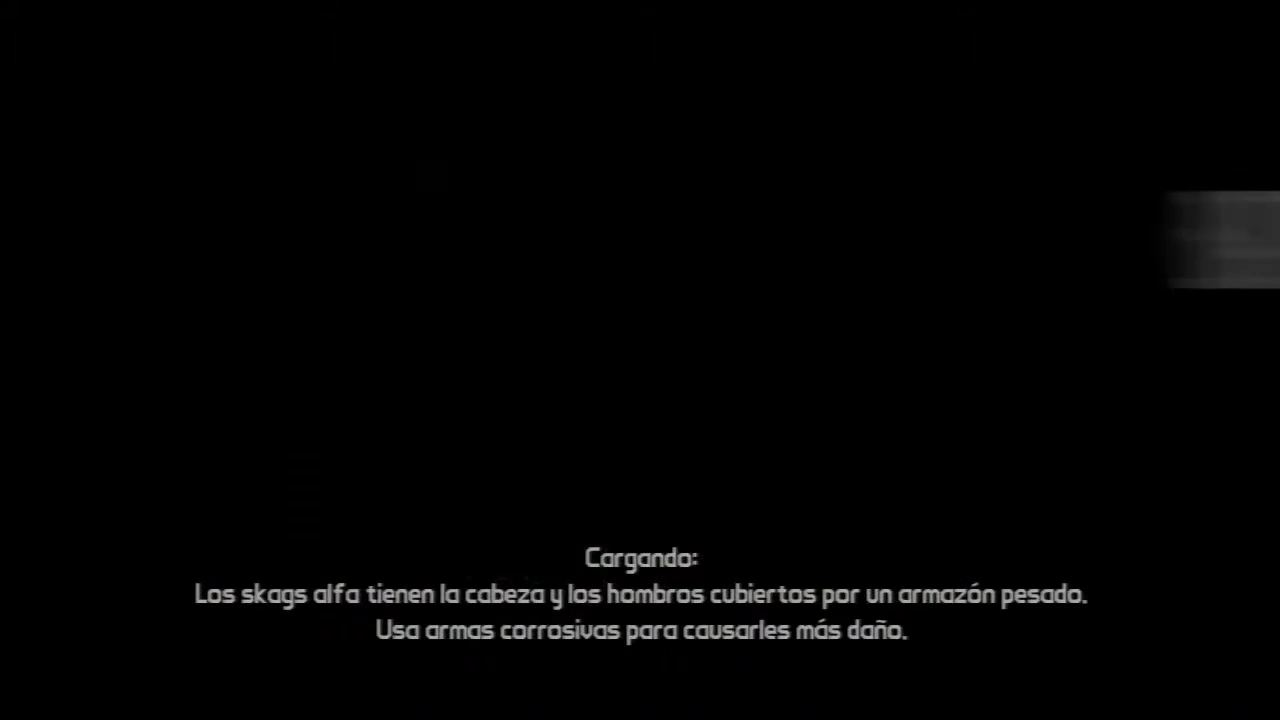 Cargando:
Los skags alfa tienen la cabeza y los hombros cubiertos por un armazón pesado.
Usa armas corrosivas para causarles más daño.